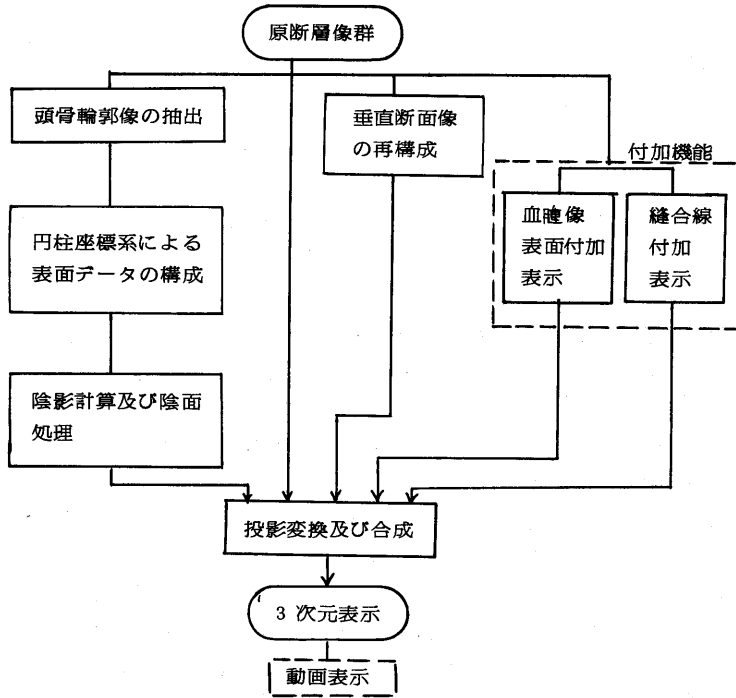 原断層像群
頭骨輪郭像の抽出
垂直断面像
の再構成
付加機能
円柱座標系による
表面データの構成
血腫像
表面付加
表示
縫合線
付加
表示
陰影計算及び陰面
処理
投影変換及び合成
3次元表示
動画表示